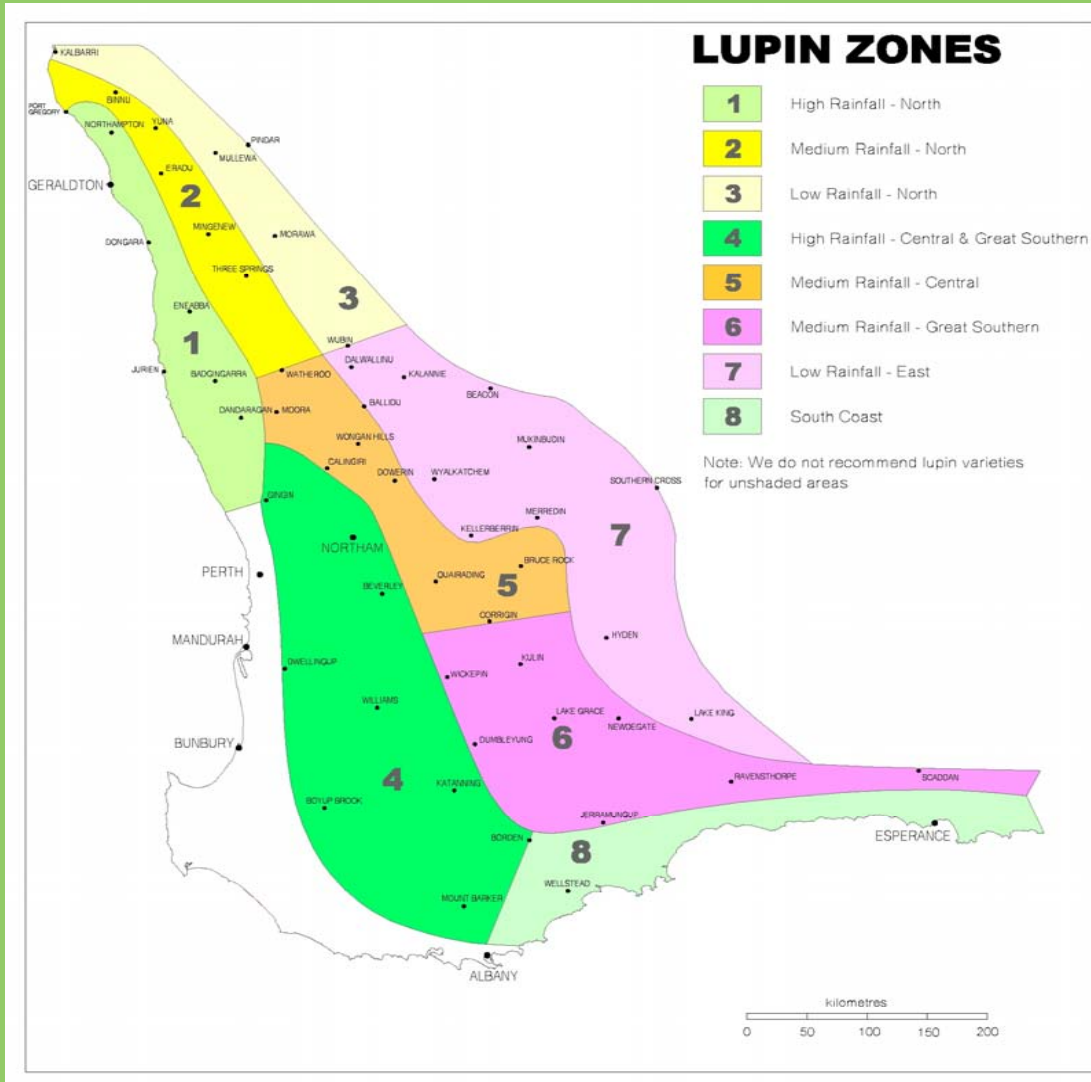 LUPIN ZONES
1 High Rainfall - North
2 Medium Rainfall - North
3 Low Rainfall - North
4 High Rainfall - Central & Great Southern
5 Medium Rainfall - Central
6 Medium Rainfall - Great Southern
7 Low Rainfall - East
8 South Coast
Note: We do not recommend lupin varieties
for unshaded areas
KALBARRI
BINNU
PORT
GREGORY
NORTHAMPTON
YUNA
PINDAR
MULLEWA
ERADU
GERALDTON
2
MINGENEW
MORAWA
DONGARA
THREE SPRINGS
3
ENEABBA
1
WUBIN
JURIEN
BADGINGARRA
WATHEROO
DALWALLINU
KALANNIE
BEACON
DANDARAGAN
MOORA
BALLIDU
WONGAN HILLS
MUKINBUDIN
CALINGIRI
DOWERIN
WYALKATCHEM
SOUTHERN CROSS
GINGIN
MERREDIN
KELLERBERRIN
7
NORTHAM
PERTH
BEVERLEY
QUAIRADING
5
BRUCE ROCK
CORRIGIN
MANDURAH
HYDEN
DWELLINGUP
WICKEPIN
KULIN
WILLIAMS
LAKE GRACE
NEWDEGATE
LAKE KING
BUNBURY
DUMBLEYUNG
6
4
KATANNING
RAVENSTHORPE
SCADDAN
BOYUP BROOK
JERRAMUNGUP
BORDEN
8
ESPERANCE
WELLSTEAD
MOUNT BARKER
ALBANY
kilometres
0 50 100 150 200